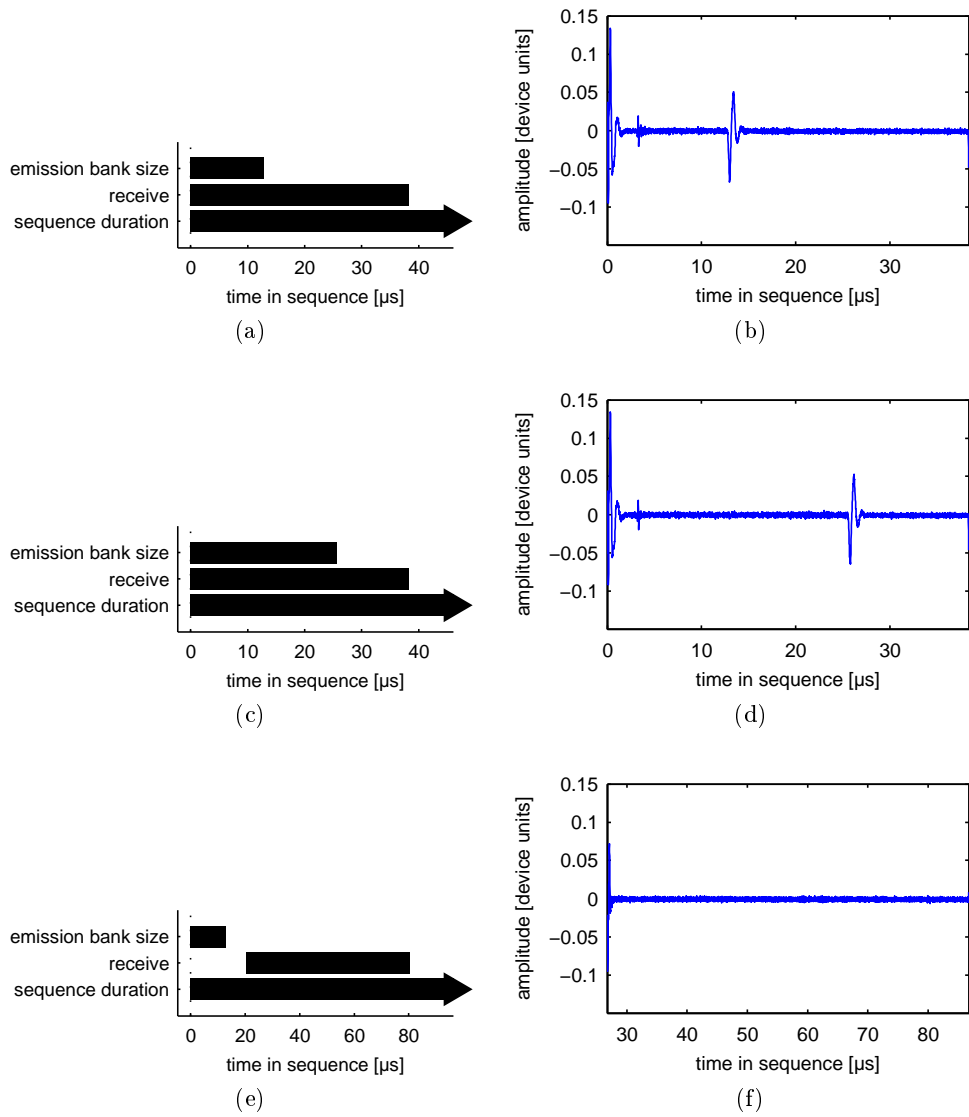 emission bank size
receive
sequence duration
0 10 20 30 40
time in sequence [µs]
(a)
0.15
0.1
0.05
0
−0.05
−0.1
amplitude [device units]
0 10 20 30
time in sequence [µs]
(b)
emission bank size
receive
sequence duration
0 10 20 30 40
time in sequence [µs]
(c)
0.15
0.1
0.05
0
−0.05
−0.1
amplitude [device units]
0 10 20 30
time in sequence [µs]
(d)
emission bank size
receive
sequence duration
0 20 40 60 80
time in sequence [µs]
(e)
0.15
0.1
0.05
0
−0.05
−0.1
amplitude [device units]
30 40 50 60 70 80
time in sequence [µs]
(f)